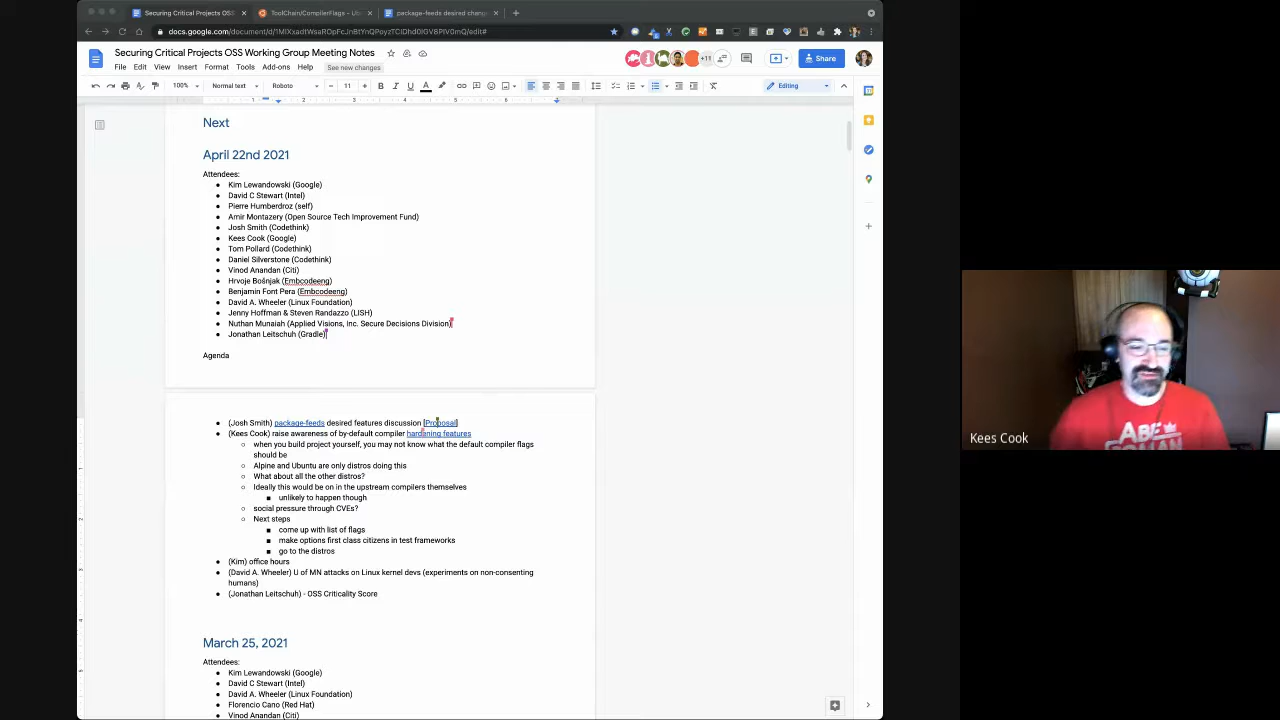 Securing Critical Projects OSS
ToolChain/CompilerFlags - Ub
package-feeds desired chang
docs.google.com/document/d/1MIXxadtWsaROpFcJnBtYnQPoyzTCiDhd0IGV8PIV0mQ/edit#
Securing Critical Projects OSS Working Group Meeting Notes
File Edit View Insert Format Tools Add-ons Help See new changes
+11
Share
100% Normal text Roboto 11 Editing
Next
April 22nd 2021
Attendees:
Kim Lewandowski (Google)
David C Stewart (Intel)
Pierre Humberdroz (self)
Amir Montazery (Open Source Tech Improvement Fund)
Josh Smith (Codethink)
Kees Cook (Google)
Tom Pollard (Codethink)
Daniel Silverstone (Codethink)
Vinod Anandan (Citi)
Hrvoje Bošnjak (Embcodeeng)
Benjamin Font Pera (Embcodeeng)
David A. Wheeler (Linux Foundation)
Jenny Hoffman & Steven Randazzo (LISH)
Nuthan Munaiah (Applied Visions, Inc. Secure Decisions Division)
Jonathan Leitschuh (Gradle)
Agenda
(Josh Smith) package-feeds desired features discussion [Proposal]
(Kees Cook) raise awareness of by-default compiler hardening features
when you build project yourself, you may not know what the default compiler flags
should be
Alpine and Ubuntu are only distros doing this
What about all the other distros?
Ideally this would be on in the upstream compilers themselves
unlikely to happen though
social pressure through CVEs?
Next steps
come up with list of flags
make options first class citizens in test frameworks
go to the distros
(Kim) office hours
(David A. Wheeler) U of MN attacks on Linux kernel devs (experiments on non-consenting
humans)
(Jonathan Leitschuh) - OSS Criticality Score
March 25, 2021
Attendees:
Kim Lewandowski (Google)
David C Stewart (Intel)
David A. Wheeler (Linux Foundation)
Florencio Cano (Red Hat)
Vinod Anandan (Citi)
Kees Cook